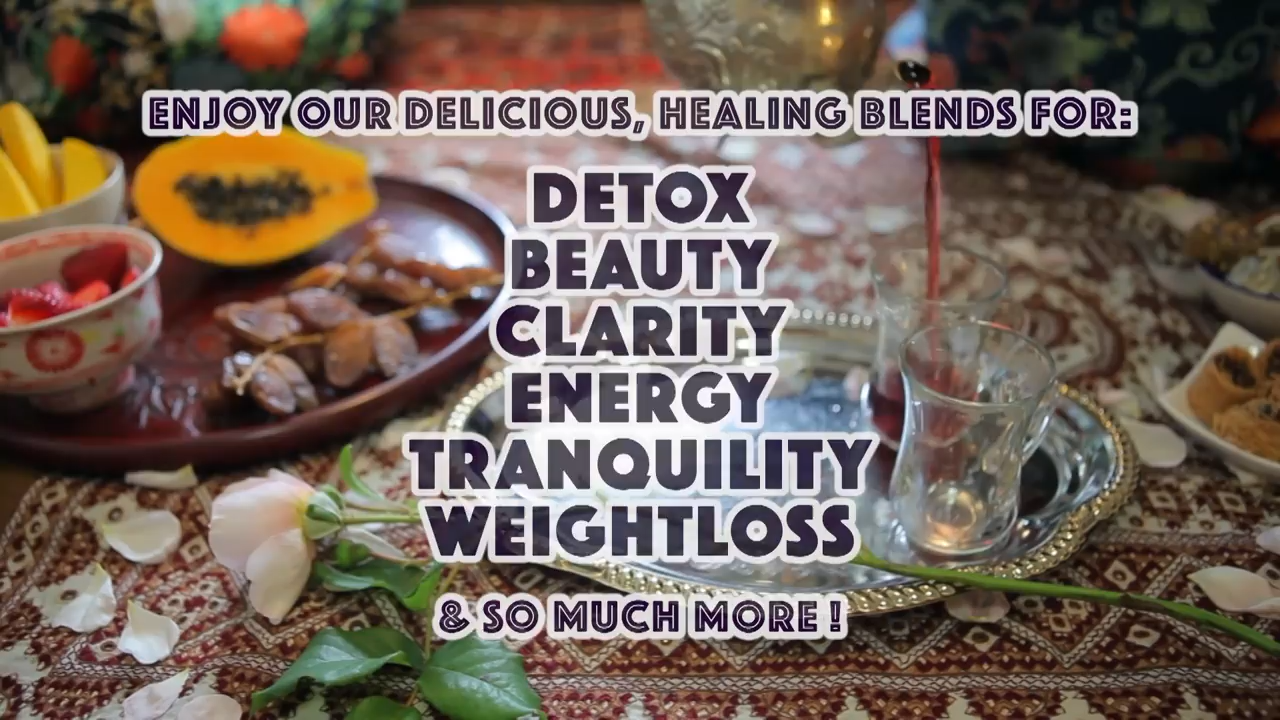 ENJOY OUR DELICIOUS, HEALING BLENDS FOR:
DETOX
BEAUTY
CLARITY
ENERGY
TRANQUILITY
WEIGHTLOSS
& SO MUCH MORE !